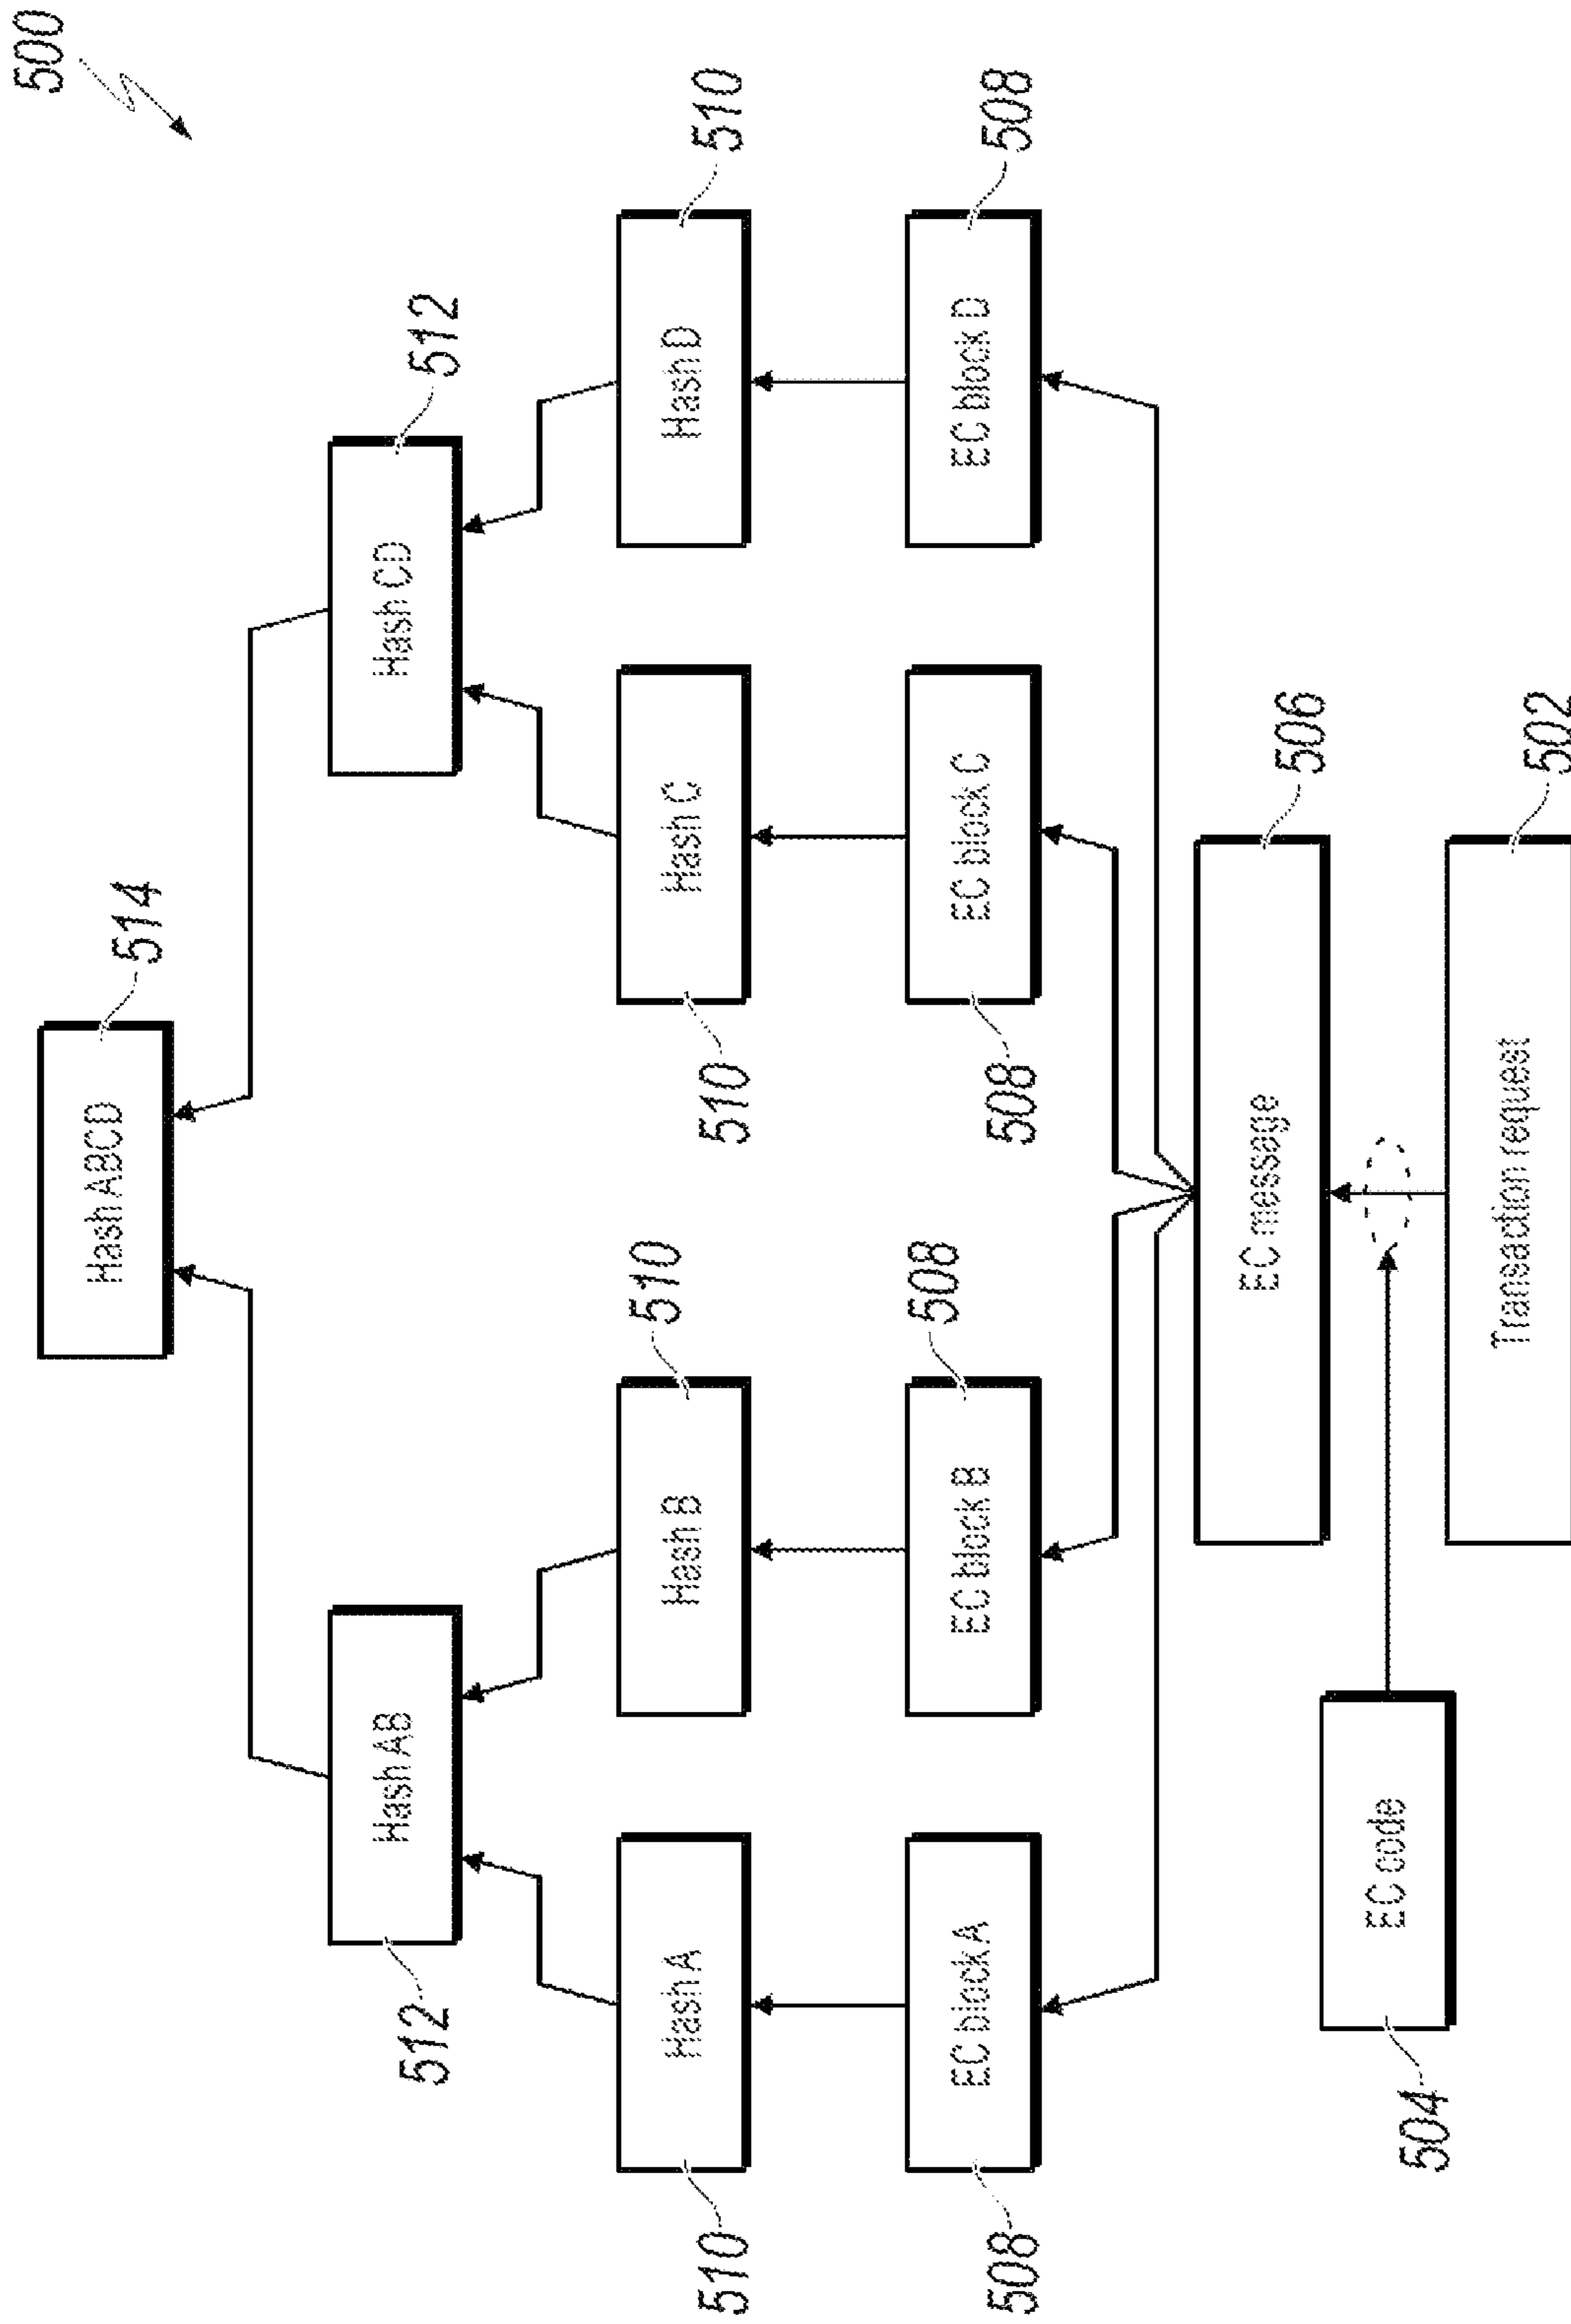 500
514
Hash ABCD
512
Hash AB
Hash CD
512
510
Hash A
Hash B
510
510
Hash C
Hash D
510
508
EC block A
EC block B
508
508
EC block C
EC block D
508
EC message
506
504
EC code
Transaction request
502